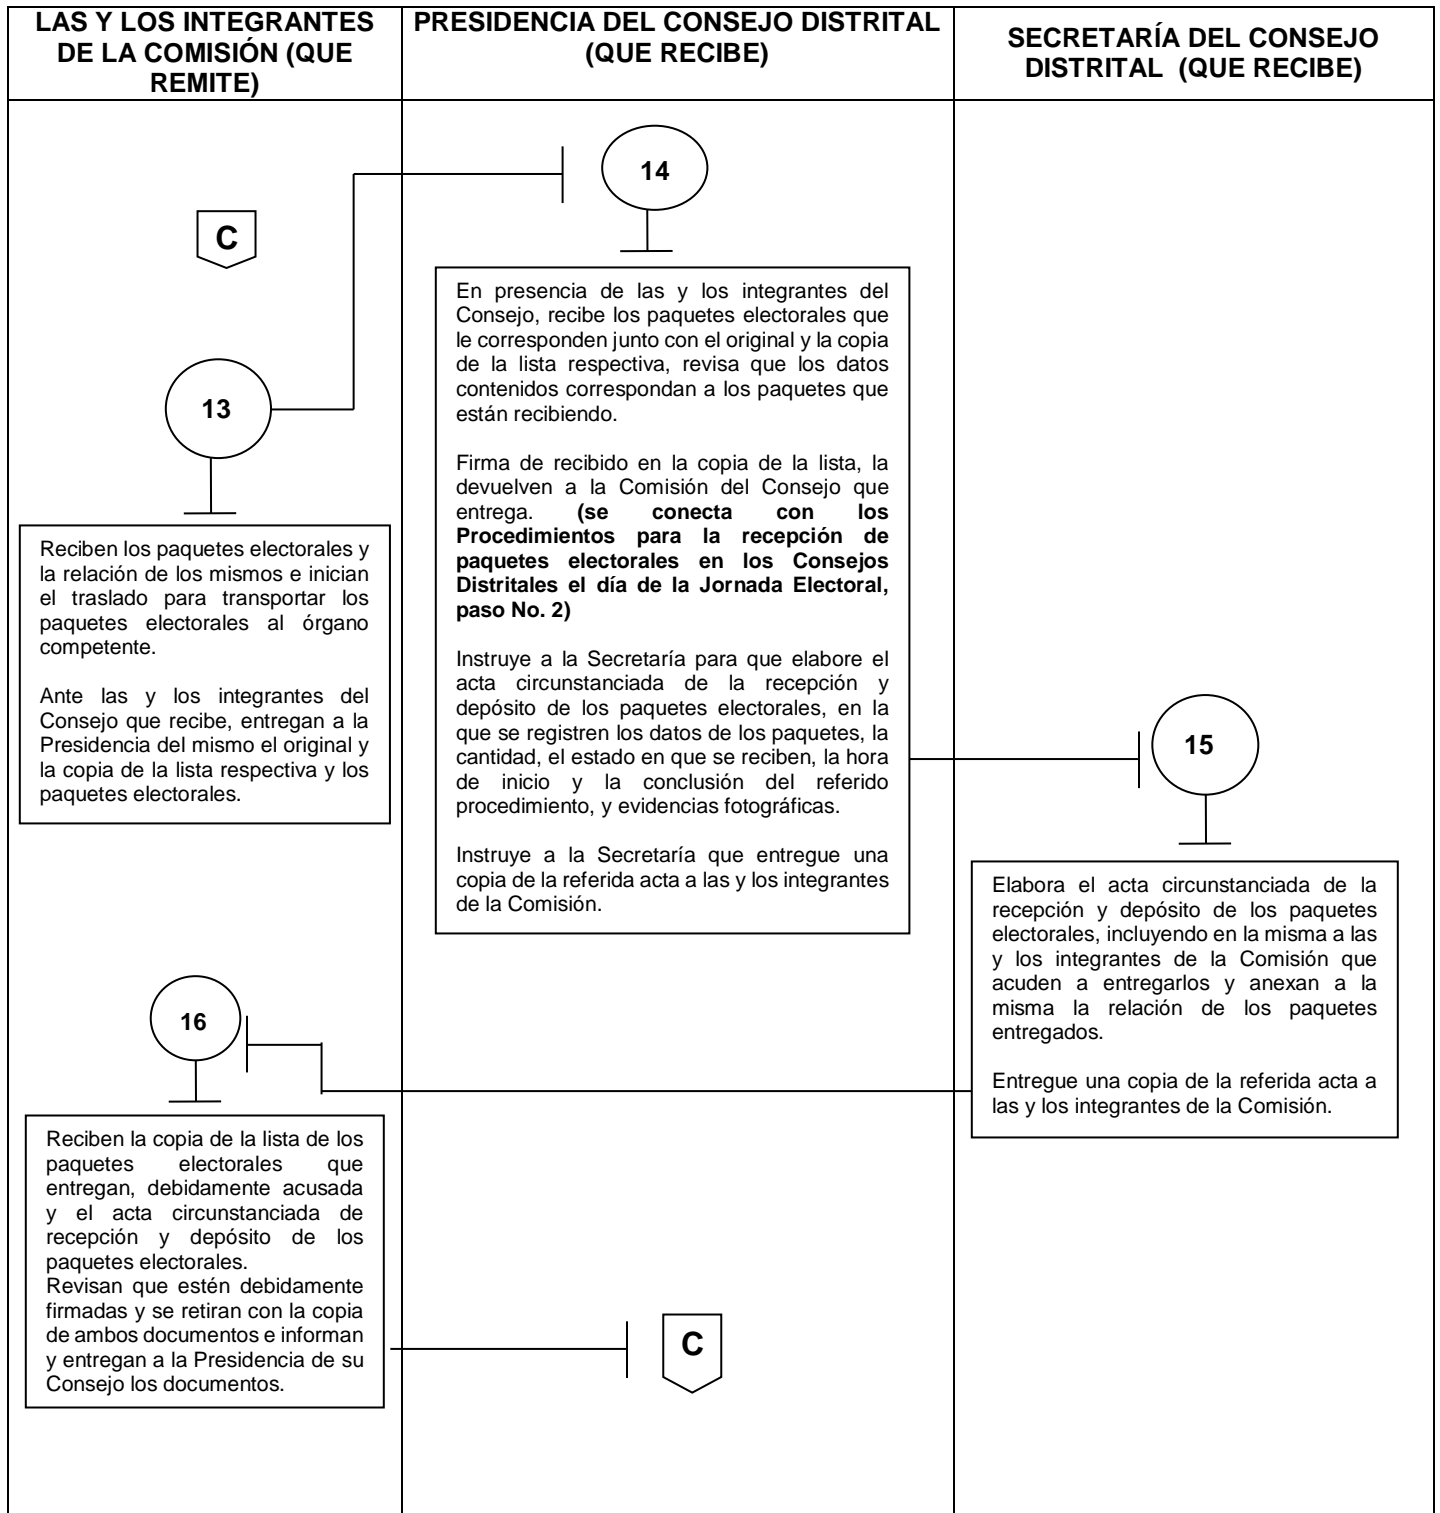 LAS Y LOS INTEGRANTES
DE LA COMISIÓN (QUE
REMITE)
PRESIDENCIA DEL CONSEJO DISTRITAL
(QUE RECIBE)
SECRETARÍA DEL CONSEJO
DISTRITAL (QUE RECIBE)
C
13
Reciben los paquetes electorales y
la relación de los mismos e inician
el traslado para transportar los
paquetes electorales al órgano
competente.
Ante las y los integrantes del
Consejo que recibe, entregan a la
Presidencia del mismo el original y
la copia de la lista respectiva y los
paquetes electorales.
14
En presencia de las y los integrantes del
Consejo, recibe los paquetes electorales que
le corresponden junto con el original y la copia
de la lista respectiva, revisa que los datos
contenidos correspondan a los paquetes que
están recibiendo.
Firma de recibido en la copia de la lista, la
devuelven a la Comisión del Consejo que
entrega. (se conecta con los
Procedimientos para la recepción de
paquetes electorales en los Consejos
Distritales el día de la Jornada Electoral,
paso No. 2)
Instruye a la Secretaría para que elabore el
acta circunstanciada de la recepción y
depósito de los paquetes electorales, en la
que se registren los datos de los paquetes, la
cantidad, el estado en que se reciben, la hora
de inicio y la conclusión del referido
procedimiento, y evidencias fotográficas.
Instruye a la Secretaría que entregue una
copia de la referida acta a las y los integrantes
de la Comisión.
15
Elabora el acta circunstanciada de la
recepción y depósito de los paquetes
electorales, incluyendo en la misma a las
y los integrantes de la Comisión que
acuden a entregarlos y anexan a la
misma la relación de los paquetes
entregados.
Entregue una copia de la referida acta a
las y los integrantes de la Comisión.
16
Reciben la copia de la lista de los
paquetes electorales que
entregan, debidamente acusada
y el acta circunstanciada de
recepción y depósito de los
paquetes electorales.
Revisan que estén debidamente
firmadas y se retiran con la copia
de ambos documentos e informan
y entregan a la Presidencia de su
Consejo los documentos.
C